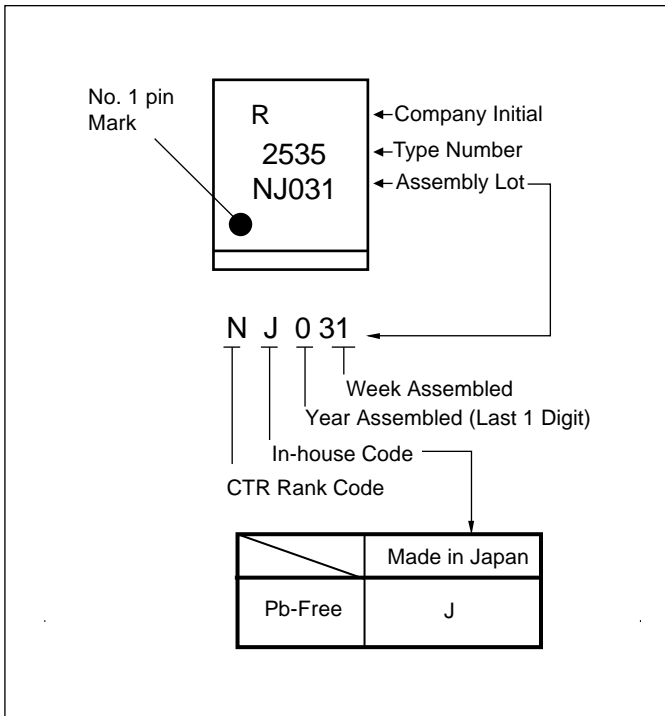 No. 1 pin
Mark
R
2535
NJ031
Company Initial
Type Number
Assembly Lot
N J 0 31
Week Assembled
Year Assembled (Last 1 Digit)
In-house Code
CTR Rank Code
Made in Japan
Pb-Free J